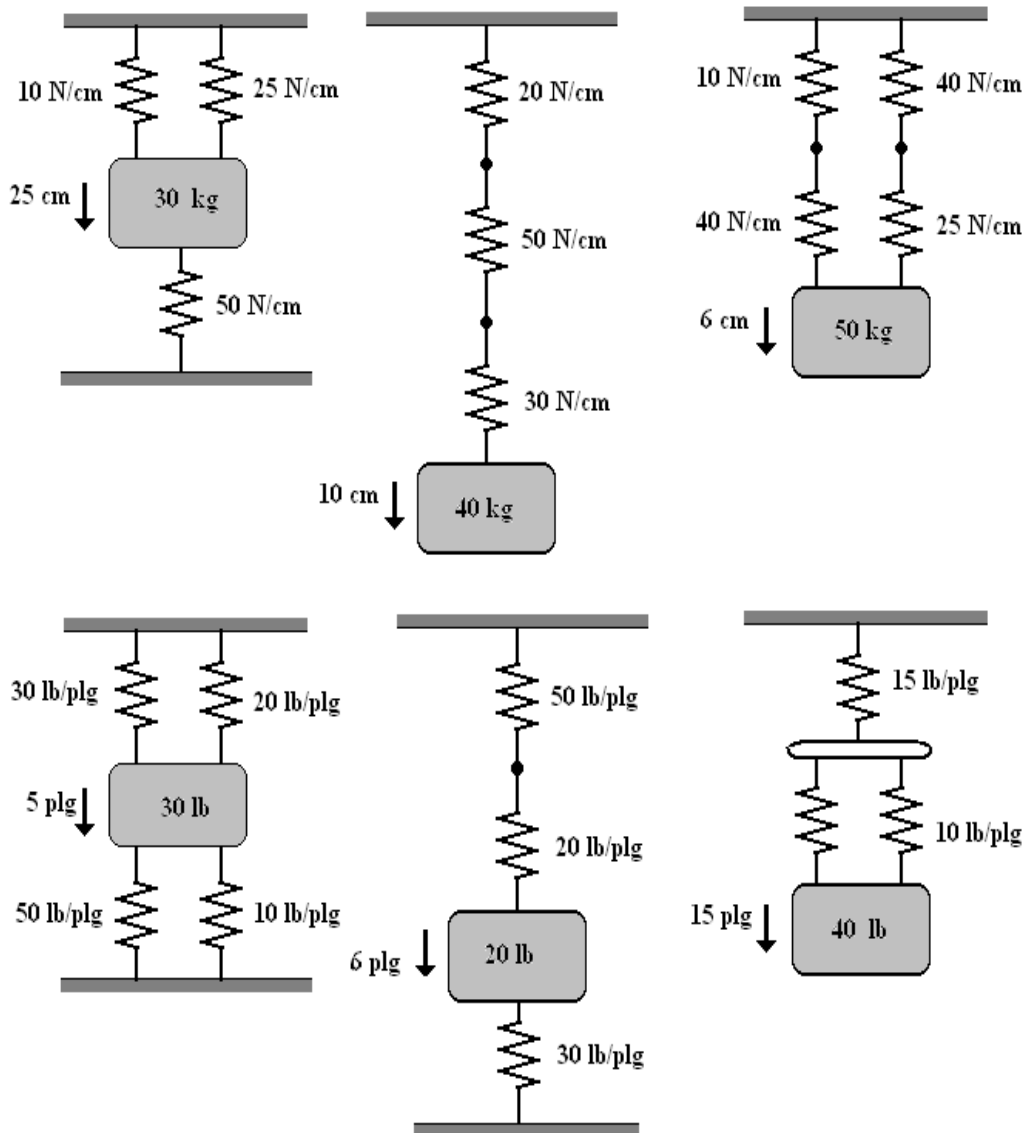 10 N/cm
25 N/cm
25 cm
30 kg
50 N/cm
20 N/cm
50 N/cm
30 N/cm
10 cm
40 kg
10 N/cm
40 N/cm
40 N/cm
25 N/cm
6 cm
50 kg
30 lb/plg
20 lb/plg
5 plg
30 lb
50 lb/plg
10 lb/plg
50 lb/plg
20 lb/plg
6 plg
20 lb
30 lb/plg
15 lb/plg
10 lb/plg
15 plg
40 lb